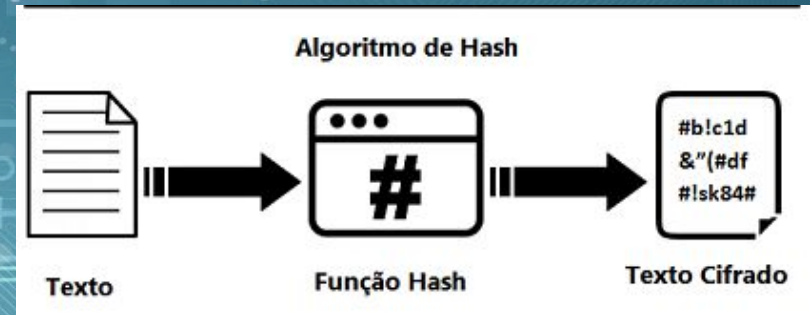 Algoritmo de Hash
#
#b!c1d
&"(#df
#!sk84#
Texto
Função Hash
Texto Cifrado